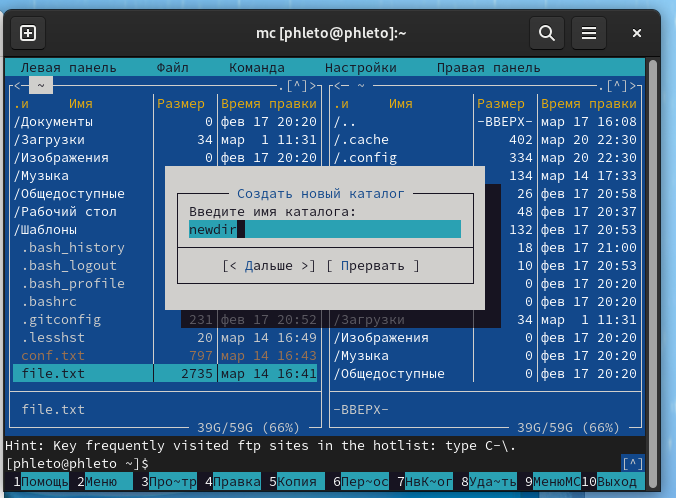 mc [phleto@phleto]:~
Левая панель Файл Команда Настройки Правая панель
<─ ~ .[^]> <─ ~ .[^]>
.и Имя Размер Время правки .и Имя Размер Время правки
/Документы 0 фев 17 20:20 /.. -ВВЕРХ- мар 17 16:08
/Загрузки 34 мар 1 11:31 /.cache 402 мар 20 22:30
/Изображения 0 фев 17 20:20 /.config 334 мар 20 22:30
/Музыка 134 мар 14 17:33
/Общедоступные Создать новый каталог 26 фев 17 20:58
/Рабочий стол Введите имя каталога: 48 фев 17 20:37
/Шаблоны newdir 132 фев 17 20:53
.bash_history 18 фев 17 21:00
.bash_logout [< Дальше >] [ Прервать ] 10 фев 17 20:53
.bash_profile 0 фев 17 20:20
.bashrc 0 фев 17 20:20
.gitconfig 231 фев 17 20:52 /Загрузки 34 мар 1 11:31
.lesshst 20 мар 14 16:49 /Изображения 0 фев 17 20:20
conf.txt 797 мар 14 16:43 /Музыка 0 фев 17 20:20
file.txt 2735 мар 14 16:41 /Общедоступные 0 фев 17 20:20
file.txt -ВВЕРХ-
39G/59G (66%) 39G/59G (66%)
Hint: Key frequently visited ftp sites in the hotlist: type C-\.
[phleto@phleto ~]$ [^]
1Помощь 2Меню 3Про~тр 4Правка 5Копия 6Пер~ос 7НвК~ог 8Уда~ть 9МенюMC 10Выход